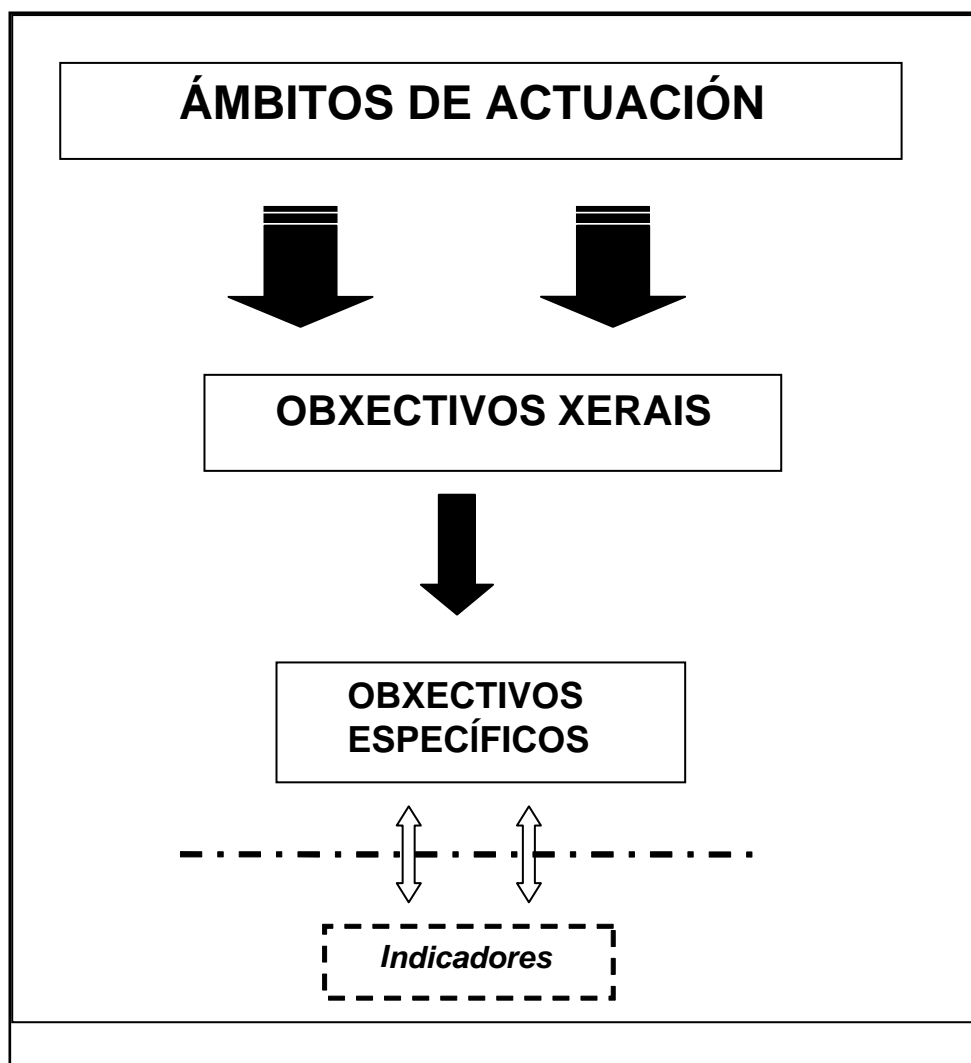 ÁMBITOS DE ACTUACIÓN
OBXECTIVOS XERAIS
OBXECTIVOS
ESPECÍFICOS
Indicadores